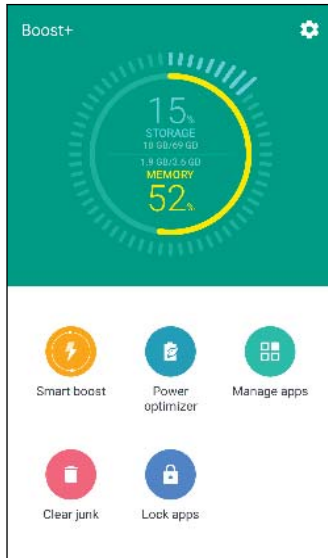 Boost+
15%
STORAGE
10 GB/69 GB
1.9 GB/3.6 GB
MEMORY
52%
Smart boost
Power
optimizer
Manage apps
Clear junk
Lock apps